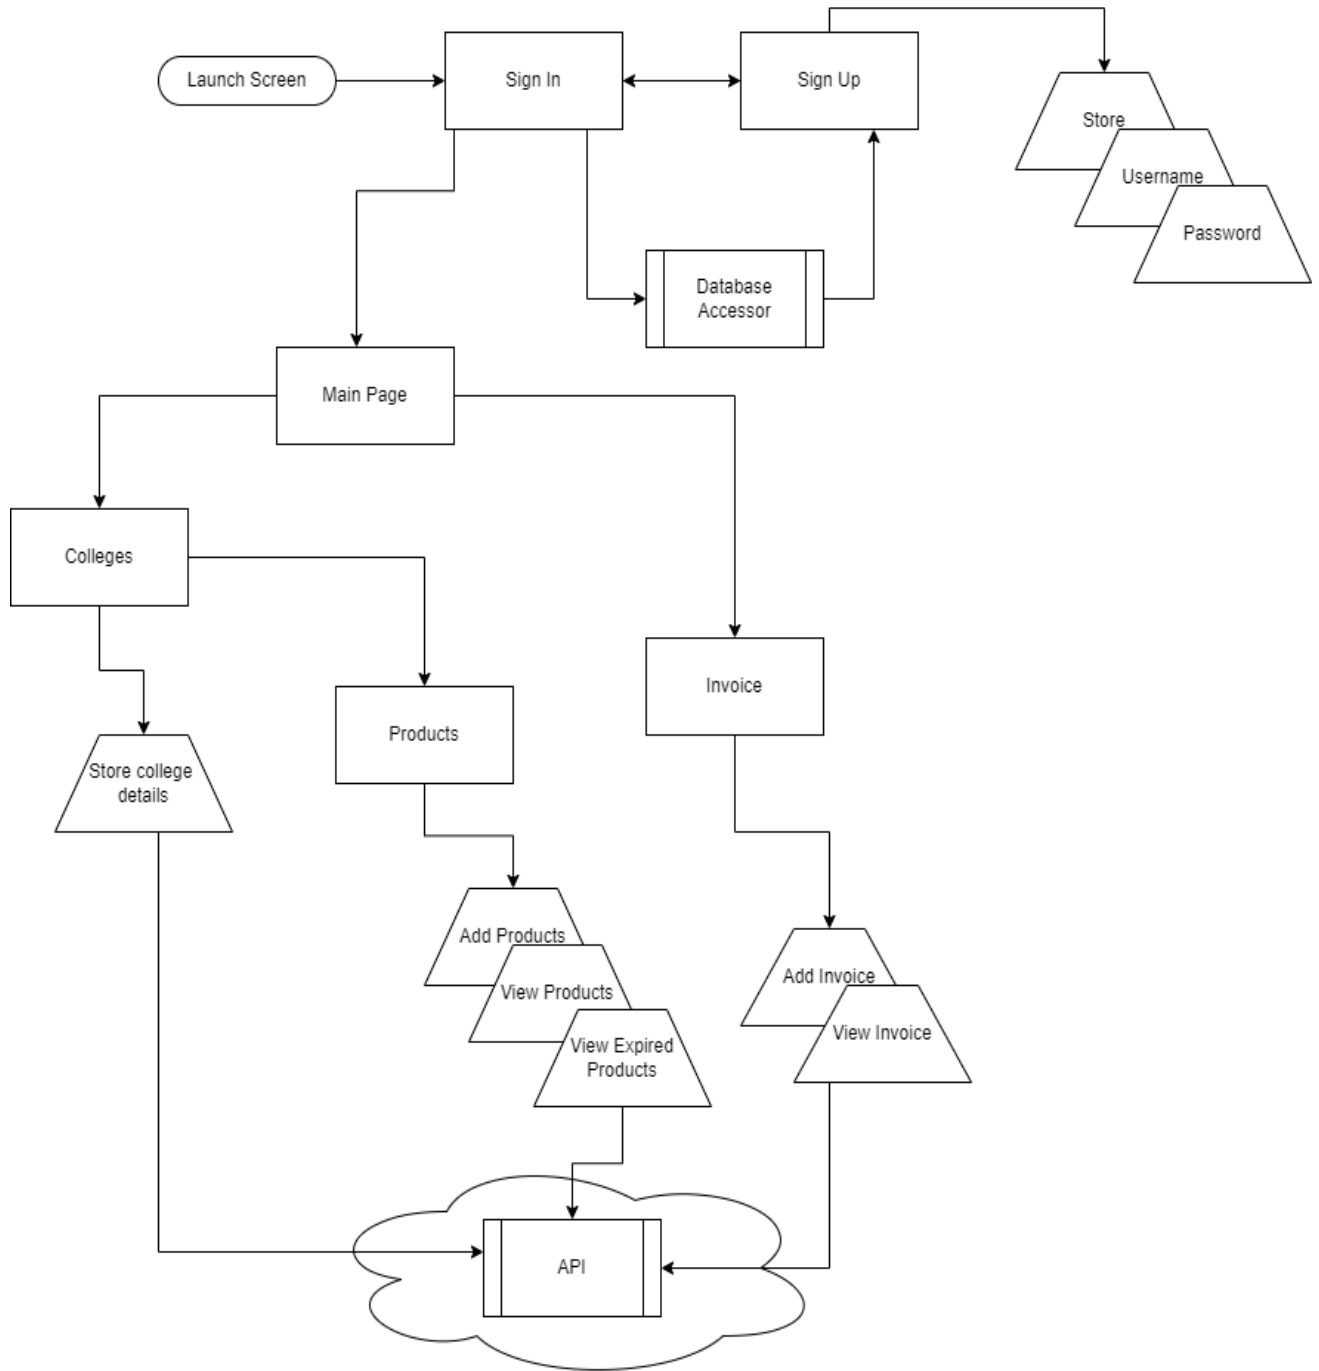 Launch Screen
Sign In
Sign Up
Store
Username
Password
Database
Accessor
Main Page
Colleges
Invoice
Products
Store college
details
Add Products
View Products
View Expired
Products
Add Invoice
View Invoice
API